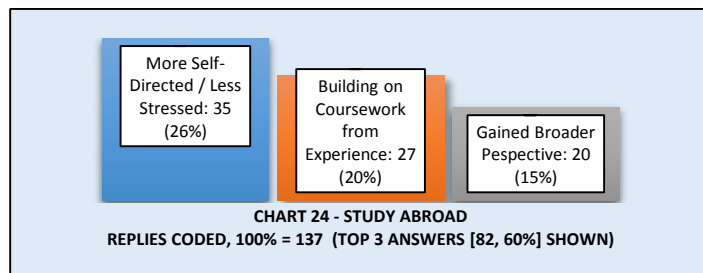 More Self-
Directed / Less
Stressed: 35
(26%)
Building on
Coursework
from
Experience: 27
(20%)
Gained Broader
Pespective: 20
(15%)
CHART 24 - STUDY ABROAD
REPLIES CODED, 100% = 137 (TOP 3 ANSWERS [82, 60%] SHOWN)